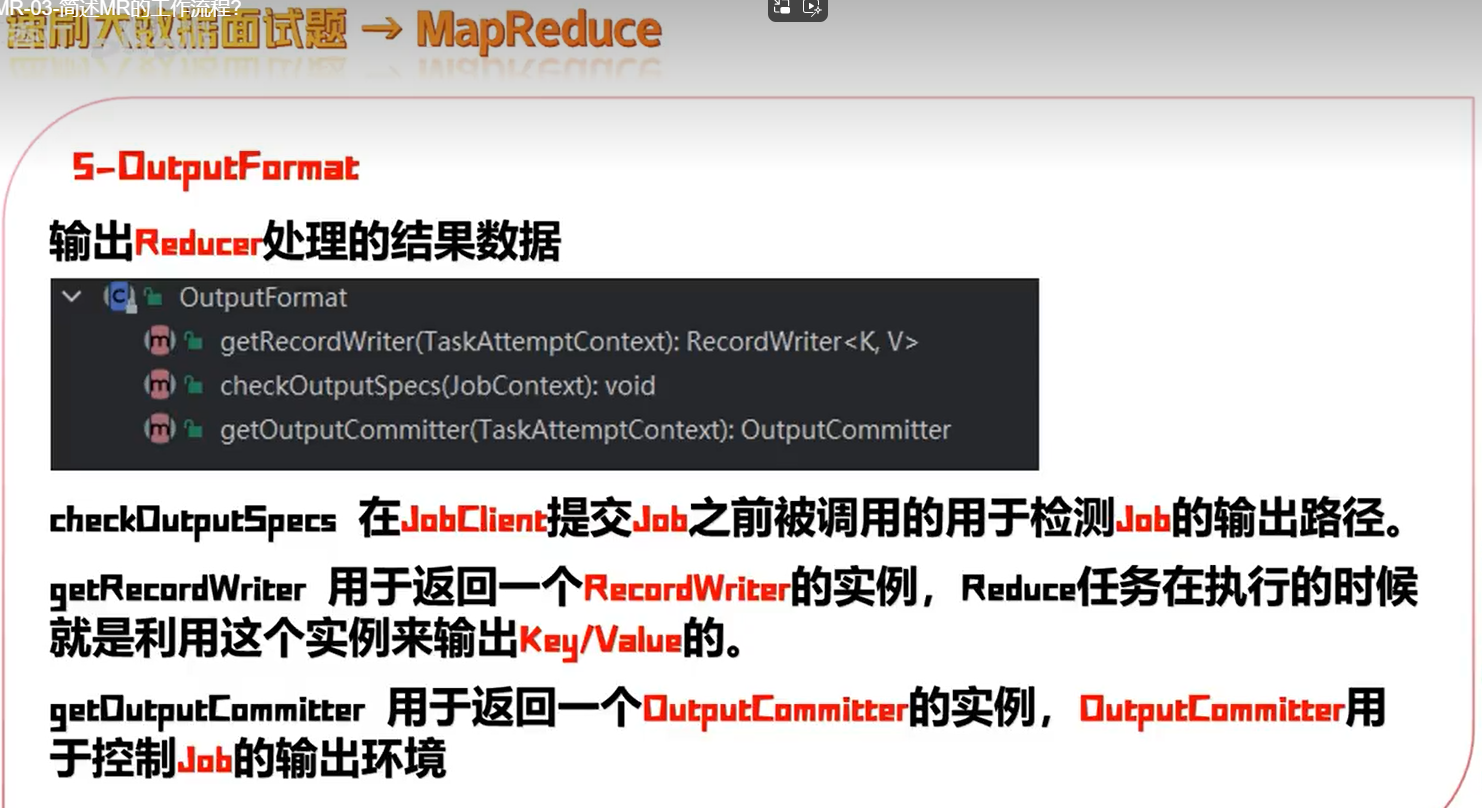 MR-03-简述MR的工作流程?
刷大数据面试题 → MapReduce
5-OutputFormat
输出Reducer处理的结果数据
OutputFormat
getRecordWriter(TaskAttemptContext): RecordWriter<K, V>
checkOutputSpecs(JobContext): void
getOutputCommitter(TaskAttemptContext): OutputCommitter
checkOutputSpecs 在JobClient提交Job之前被调用的用于检测Job的输出路径。
getRecordWriter 用于返回一个RecordWriter的实例，Reduce任务在执行的时候
就是利用这个实例来输出Key/Value的。
getOutputCommitter 用于返回一个OutputCommitter的实例，OutputCommitter用
于控制Job的输出环境